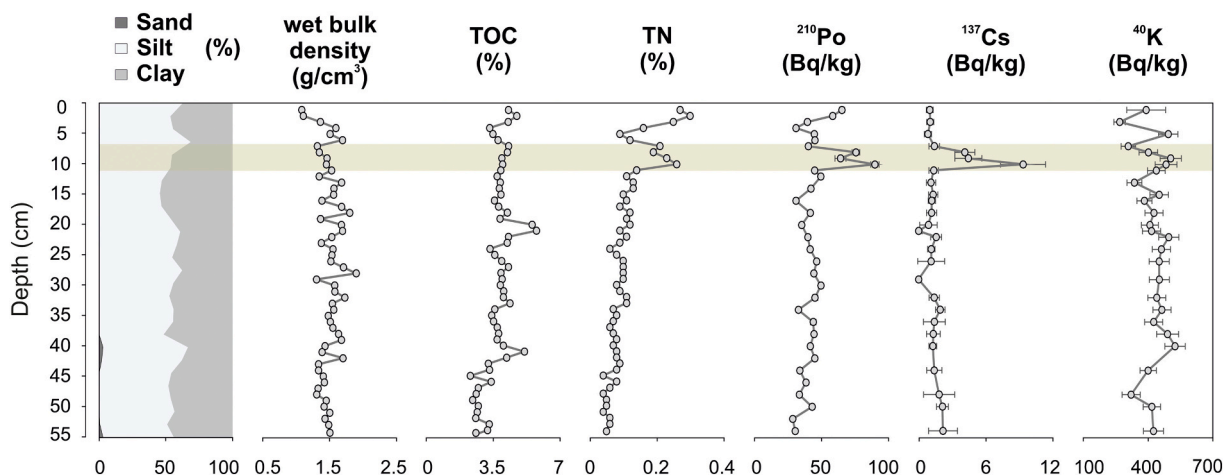 Sand
Silt (%)
Clay
wet bulk
density
(g/cm³)
TOC
(%)
TN
(%)
²¹⁰Po
(Bq/kg)
¹³⁷Cs
(Bq/kg)
⁴⁰K
(Bq/kg)
Depth (cm)
0
5
10
15
20
25
30
35
40
45
50
55
0 50 100
0.5 1.5 2.5
0 3.5 7
0 0.2 0.4
0 50 100
0 6 12
100 400 700